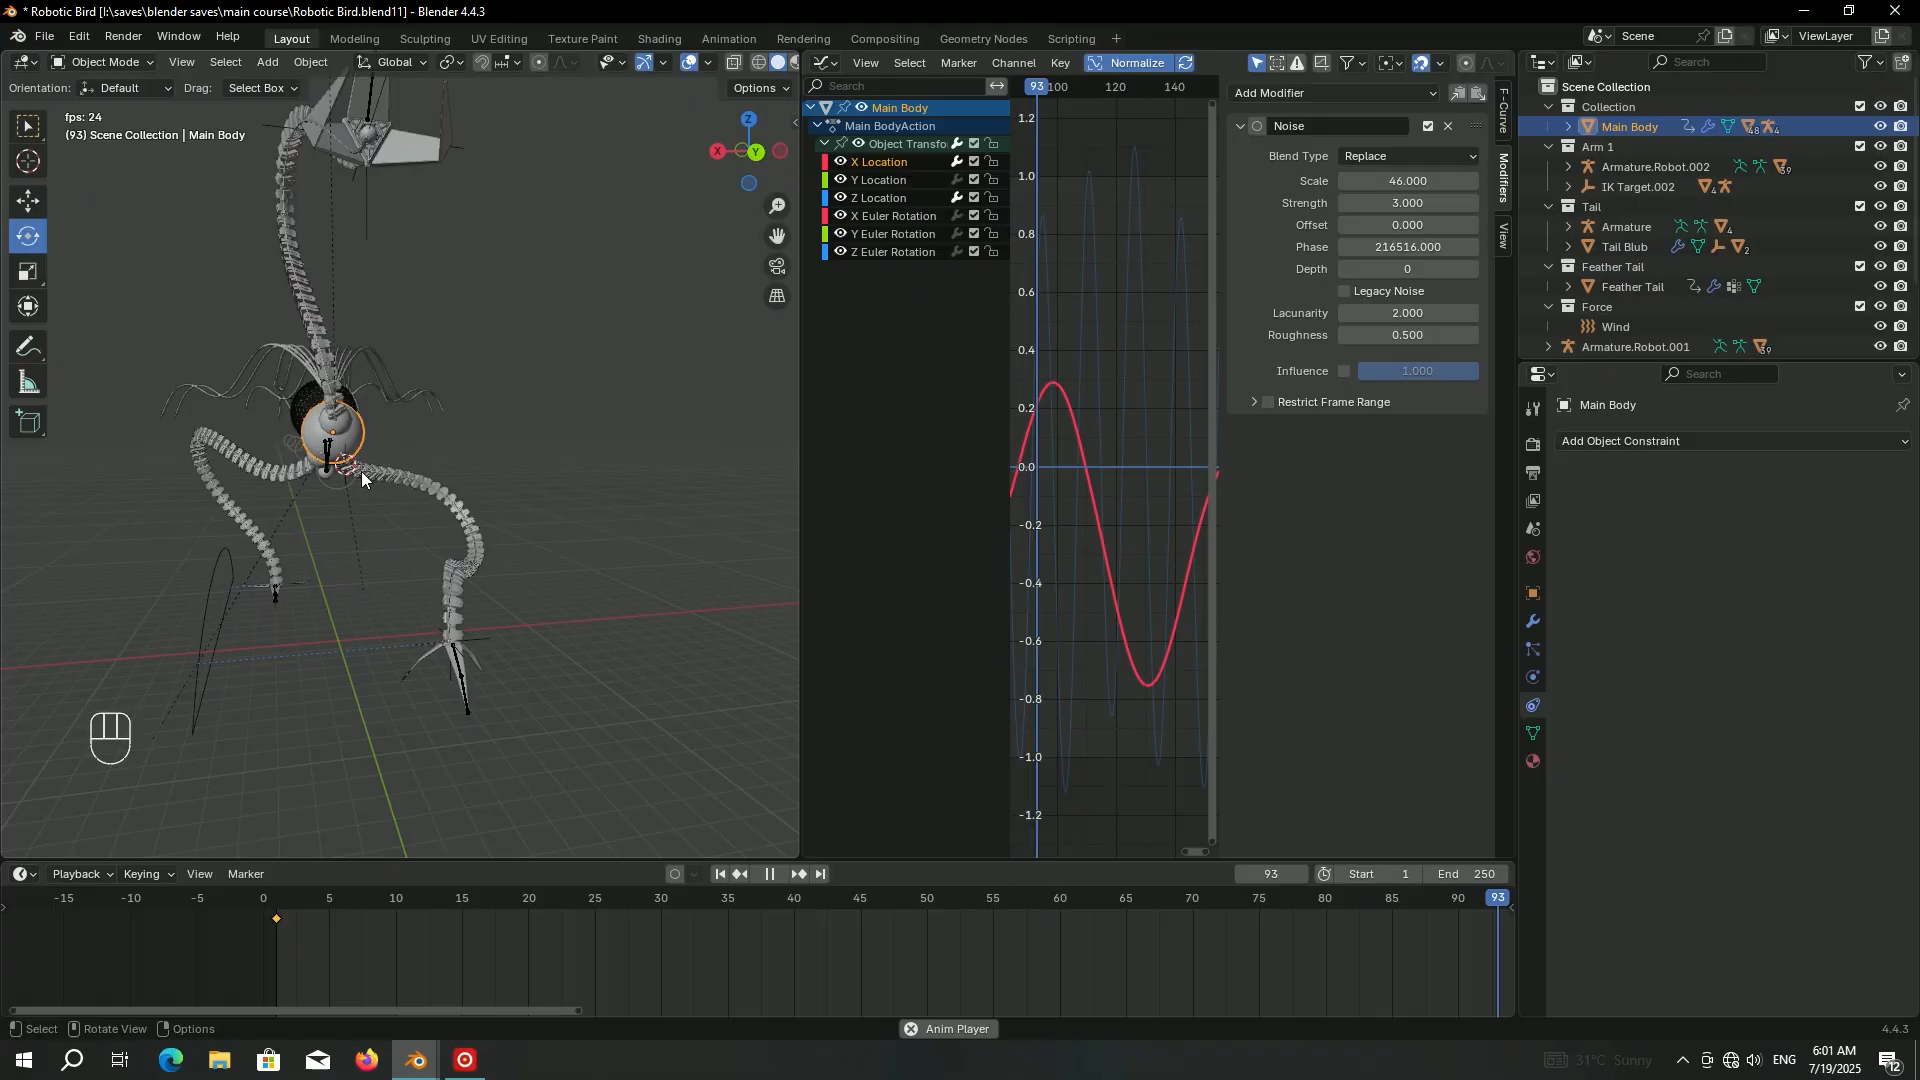 * Robotic Bird [I:\saves\blender saves\main course\Robotic Bird.blend11] - Blender 4.4.3
File Edit Render Window Help
Layout Modeling Sculpting UV Editing Texture Paint Shading Animation Rendering Compositing Geometry Nodes Scripting +
Scene
ViewLayer
Object Mode View Select Add Object Global
View Select Marker Channel Key Normalize
Search
Orientation: Default Drag: Select Box Options
Search
93 100 120 140
Add Modifier
fps: 24
(93) Scene Collection | Main Body
Z
X
Y
Main Body
Main BodyAction
Object Transfo
X Location
Y Location
Z Location
X Euler Rotation
Y Euler Rotation
Z Euler Rotation
1.2
1.0
0.8
0.6
0.4
0.2
0.0
-0.2
-0.4
-0.6
-0.8
-1.0
-1.2
Noise
Blend Type Replace
Scale 46.000
Strength 3.000
Offset 0.000
Phase 216516.000
Depth 0
Legacy Noise
Lacunarity 2.000
Roughness 0.500
Influence 1.000
Restrict Frame Range
F-Curve
Modifiers
View
Scene Collection
Collection
Main Body 48 4
Arm 1
Armature.Robot.002 39
IK Target.002 4
Tail
Armature 4
Tail Blub 2
Feather Tail
Feather Tail
Force
Wind
Armature.Robot.001 39
Search
Main Body
Add Object Constraint
Playback Keying View Marker 93 Start 1 End 250
-15 -10 -5 0 5 10 15 20 25 30 35 40 45 50 55 60 65 70 75 80 85 90 93
Select Rotate View Options Anim Player 4.4.3
31°C Sunny
ENG
6:01 AM
7/19/2025
12